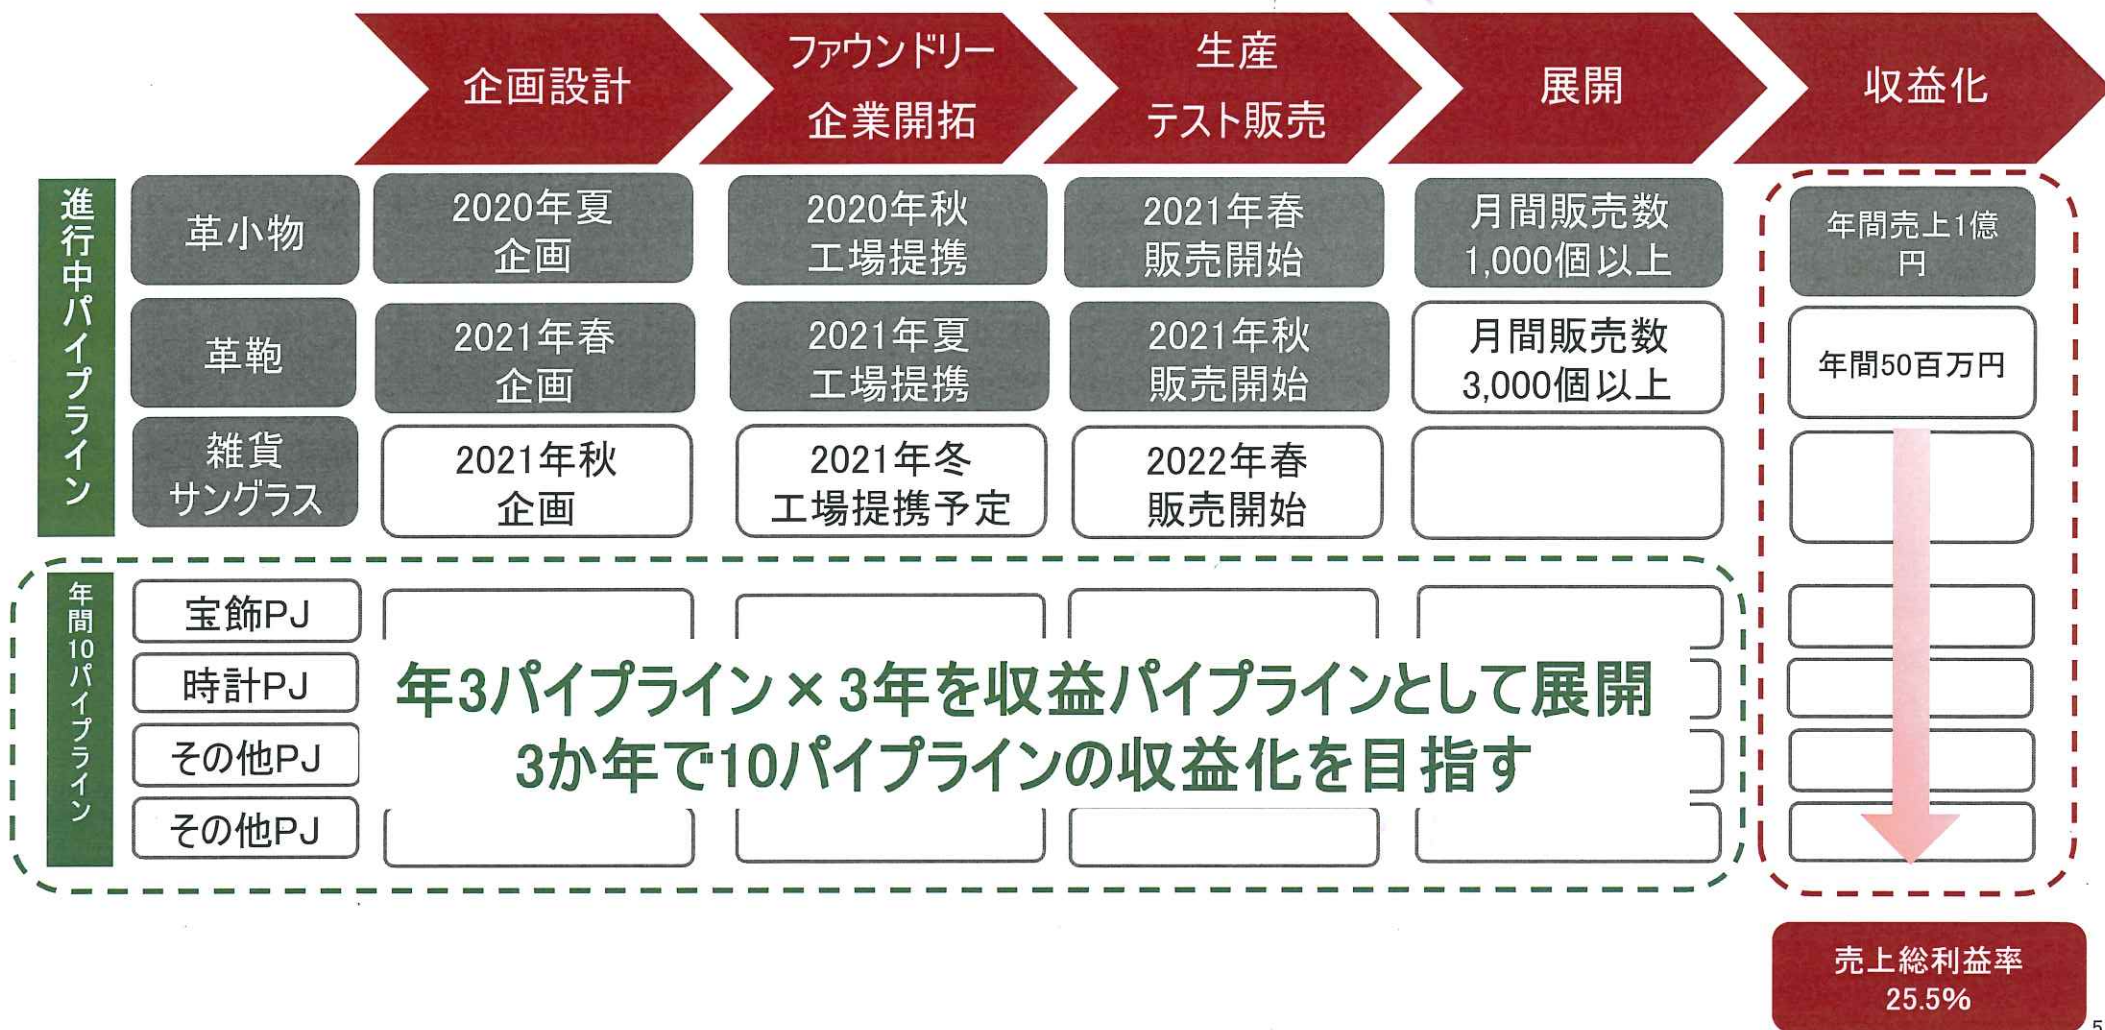 企画設計
ファウンドリー
企業開拓
生産
テスト販売
展開
収益化
進行中パイプライン
革小物
2020年夏
企画
2020年秋
工場提携
2021年春
販売開始
月間販売数
1,000個以上
年間売上1億
円
革鞄
2021年春
企画
2021年夏
工場提携
2021年秋
販売開始
月間販売数
3,000個以上
年間50百万円
雑貨
サングラス
2021年秋
企画
2021年冬
工場提携予定
2022年春
販売開始
年間10パイプライン
宝飾PJ
時計PJ
その他PJ
その他PJ
年3パイプライン×3年を収益パイプラインとして展開
3か年で10パイプラインの収益化を目指す
売上総利益率
25.5%
5